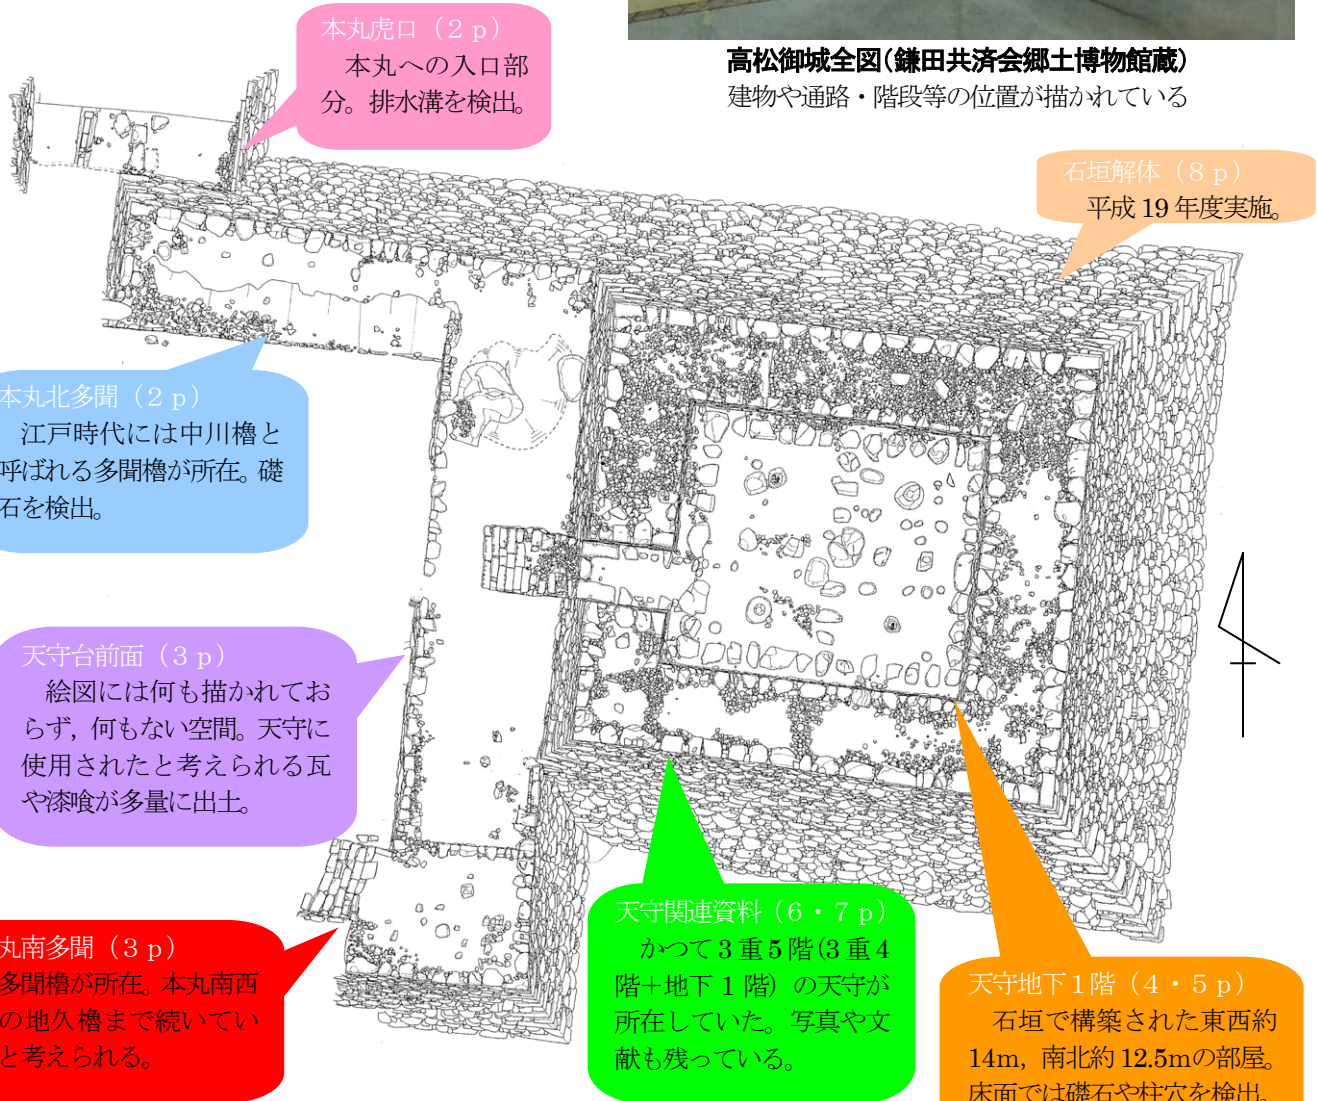 本丸虎口（２ｐ）
本丸への入口部
分。排水溝を検出。
高松御城全図（鎌田共済会郷土博物館蔵）
建物や通路・階段等の位置が描かれている
石垣解体（８ｐ）
平成 19 年度実施。
本丸北多聞（２ｐ）
江戸時代には中川櫓と
呼ばれる多聞櫓が所在。礎
石を検出。
天守台前面（３ｐ）
絵図には何も描かれてお
らず，何もない空間。天守に
使用されたと考えられる瓦
や漆喰が多量に出土。
丸南多聞（３ｐ）
多聞櫓が所在。本丸南西
の地久櫓まで続いてい
と考えられる。
天守関連資料（６・７ｐ）
かつて３重５階（３重４
階＋地下１階）の天守が
所在していた。写真や文
献も残っている。
天守地下１階（４・５ｐ）
石垣で構築された東西約
14m，南北約 12.5mの部屋。
床面では礎石や柱穴を検出。